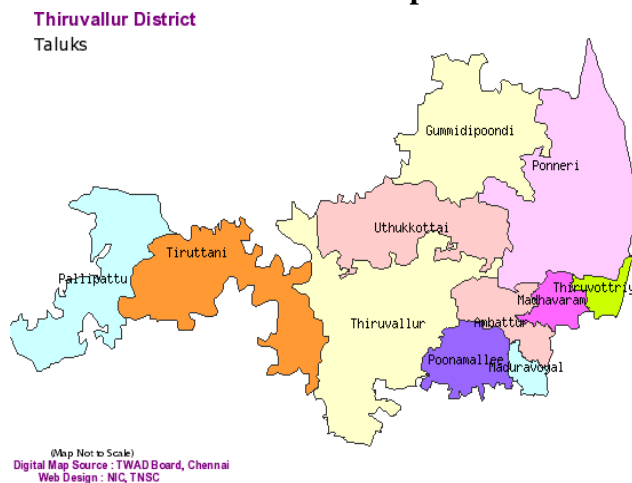 Thiruvallur District
Taluks
Gummidipoondi
Ponneri
Uthukkottai
Tiruttani
Pallipattu
Thiruvottriy
Madhavaram
Thiruvallur
Ambattur
Poonamallee
Maduravoyal
(Map Not to Scale)
Digital Map Source : TWAD Board, Chennai
Web Design : NIC, TNSC